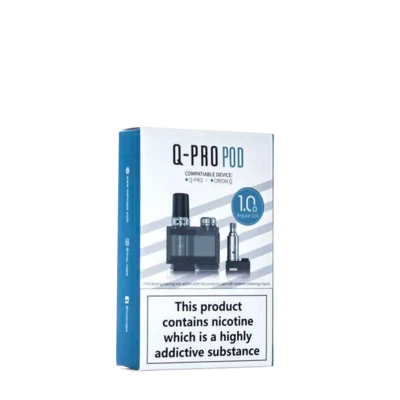 Q-PRO POD
COMPATIABLE DEVICE:
Q-PRO | ORION Q
1.0Ω
Regular Coil
This product
contains nicotine
which is a highly
addictive substance